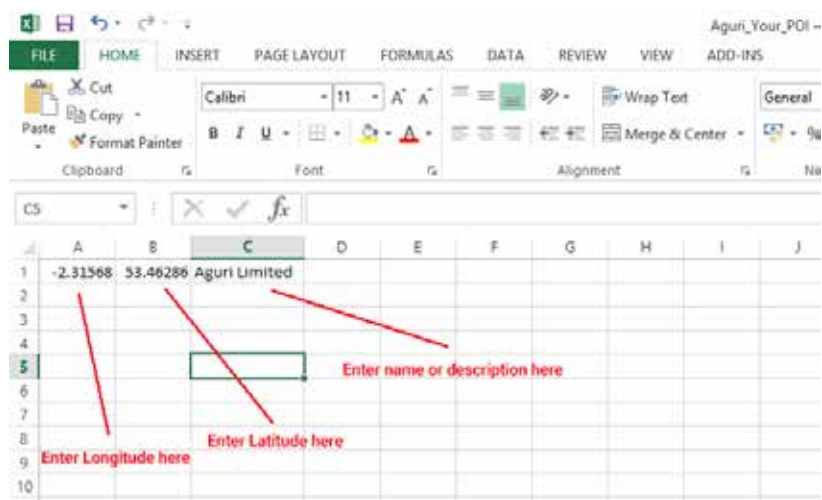 Aguri_Your_POI –
FILE HOME INSERT PAGE LAYOUT FORMULAS DATA REVIEW VIEW ADD-INS
Cut
Copy
Format Painter
Paste
Calibri 11 A A
B I U A
Wrap Text
Merge & Center
General
Clipboard Font Alignment
C5 fx
A B C D E F G H I J
1 -2.31568 53.46286 Aguri Limited
2
3
4
5 Enter name or description here
6
7
8 Enter Latitude here
9 Enter Longitude here
10